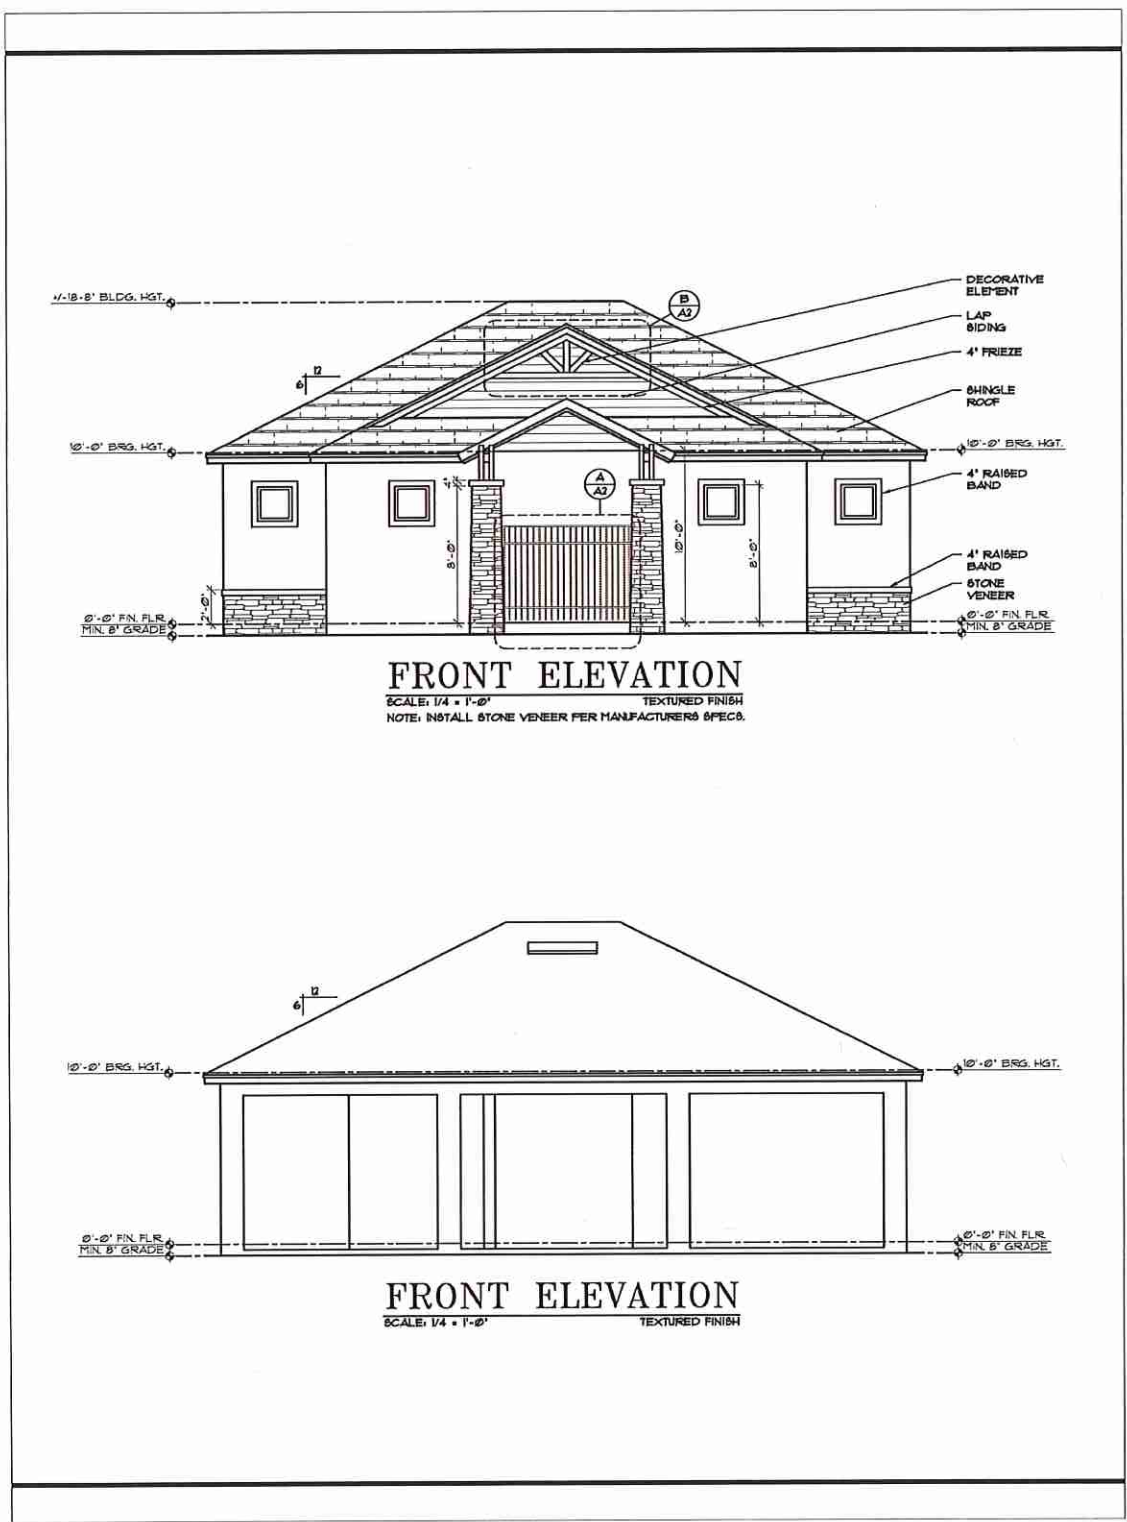 +/-18-8" BLDG. HGT.
B
A2
DECORATIVE
ELEMENT
LAP
SIDING
4" FRIEZE
12
6
SHINGLE
ROOF
10'-0" BRG. HGT.
10'-0" BRG. HGT.
4" RAISED
BAND
A
A2
4"
8'-0"
10'-0"
8'-0"
4" RAISED
BAND
STONE
VENEER
2'-0"
0'-0" FIN. FLR.
MIN. 8" GRADE
0'-0" FIN. FLR.
MIN. 8" GRADE
FRONT ELEVATION
SCALE: 1/4 = 1'-0" TEXTURED FINISH
NOTE: INSTALL STONE VENEER PER MANUFACTURERS SPECS.
12
6
10'-0" BRG. HGT.
10'-0" BRG. HGT.
0'-0" FIN. FLR.
MIN. 8" GRADE
0'-0" FIN. FLR.
MIN. 8" GRADE
FRONT ELEVATION
SCALE: 1/4 = 1'-0" TEXTURED FINISH